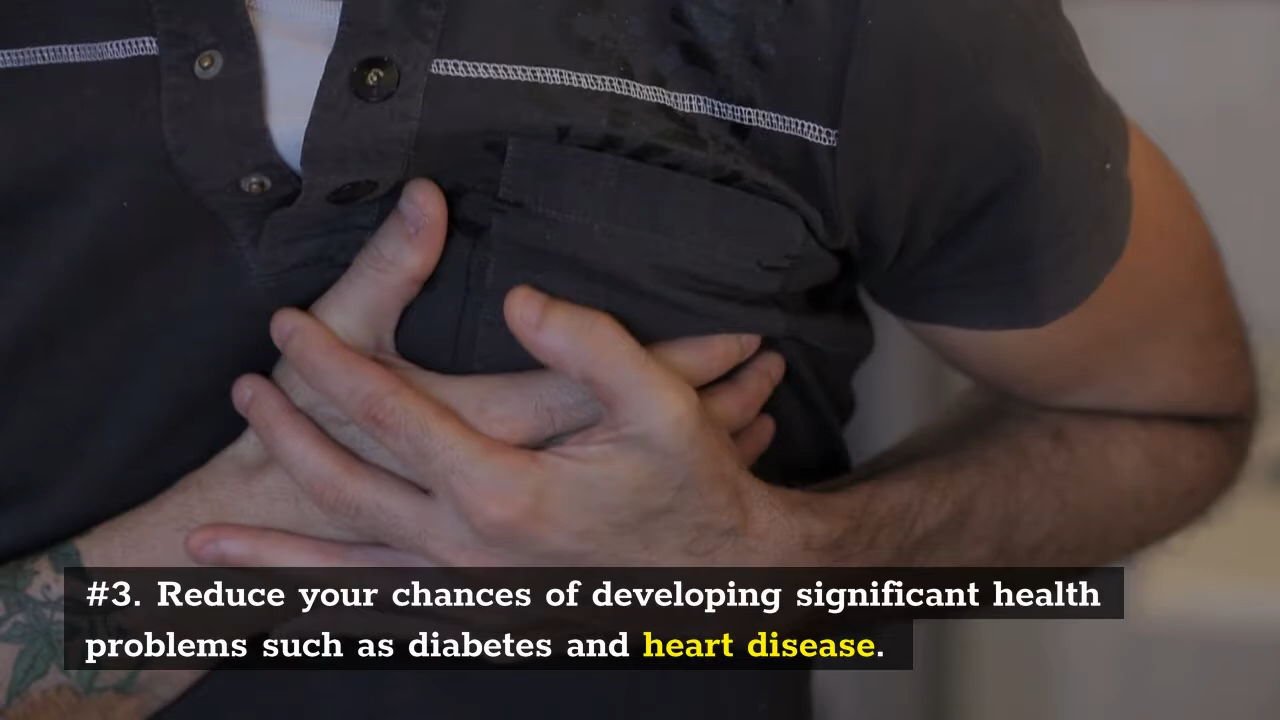 #3. Reduce your chances of developing significant health
problems such as diabetes and heart disease.